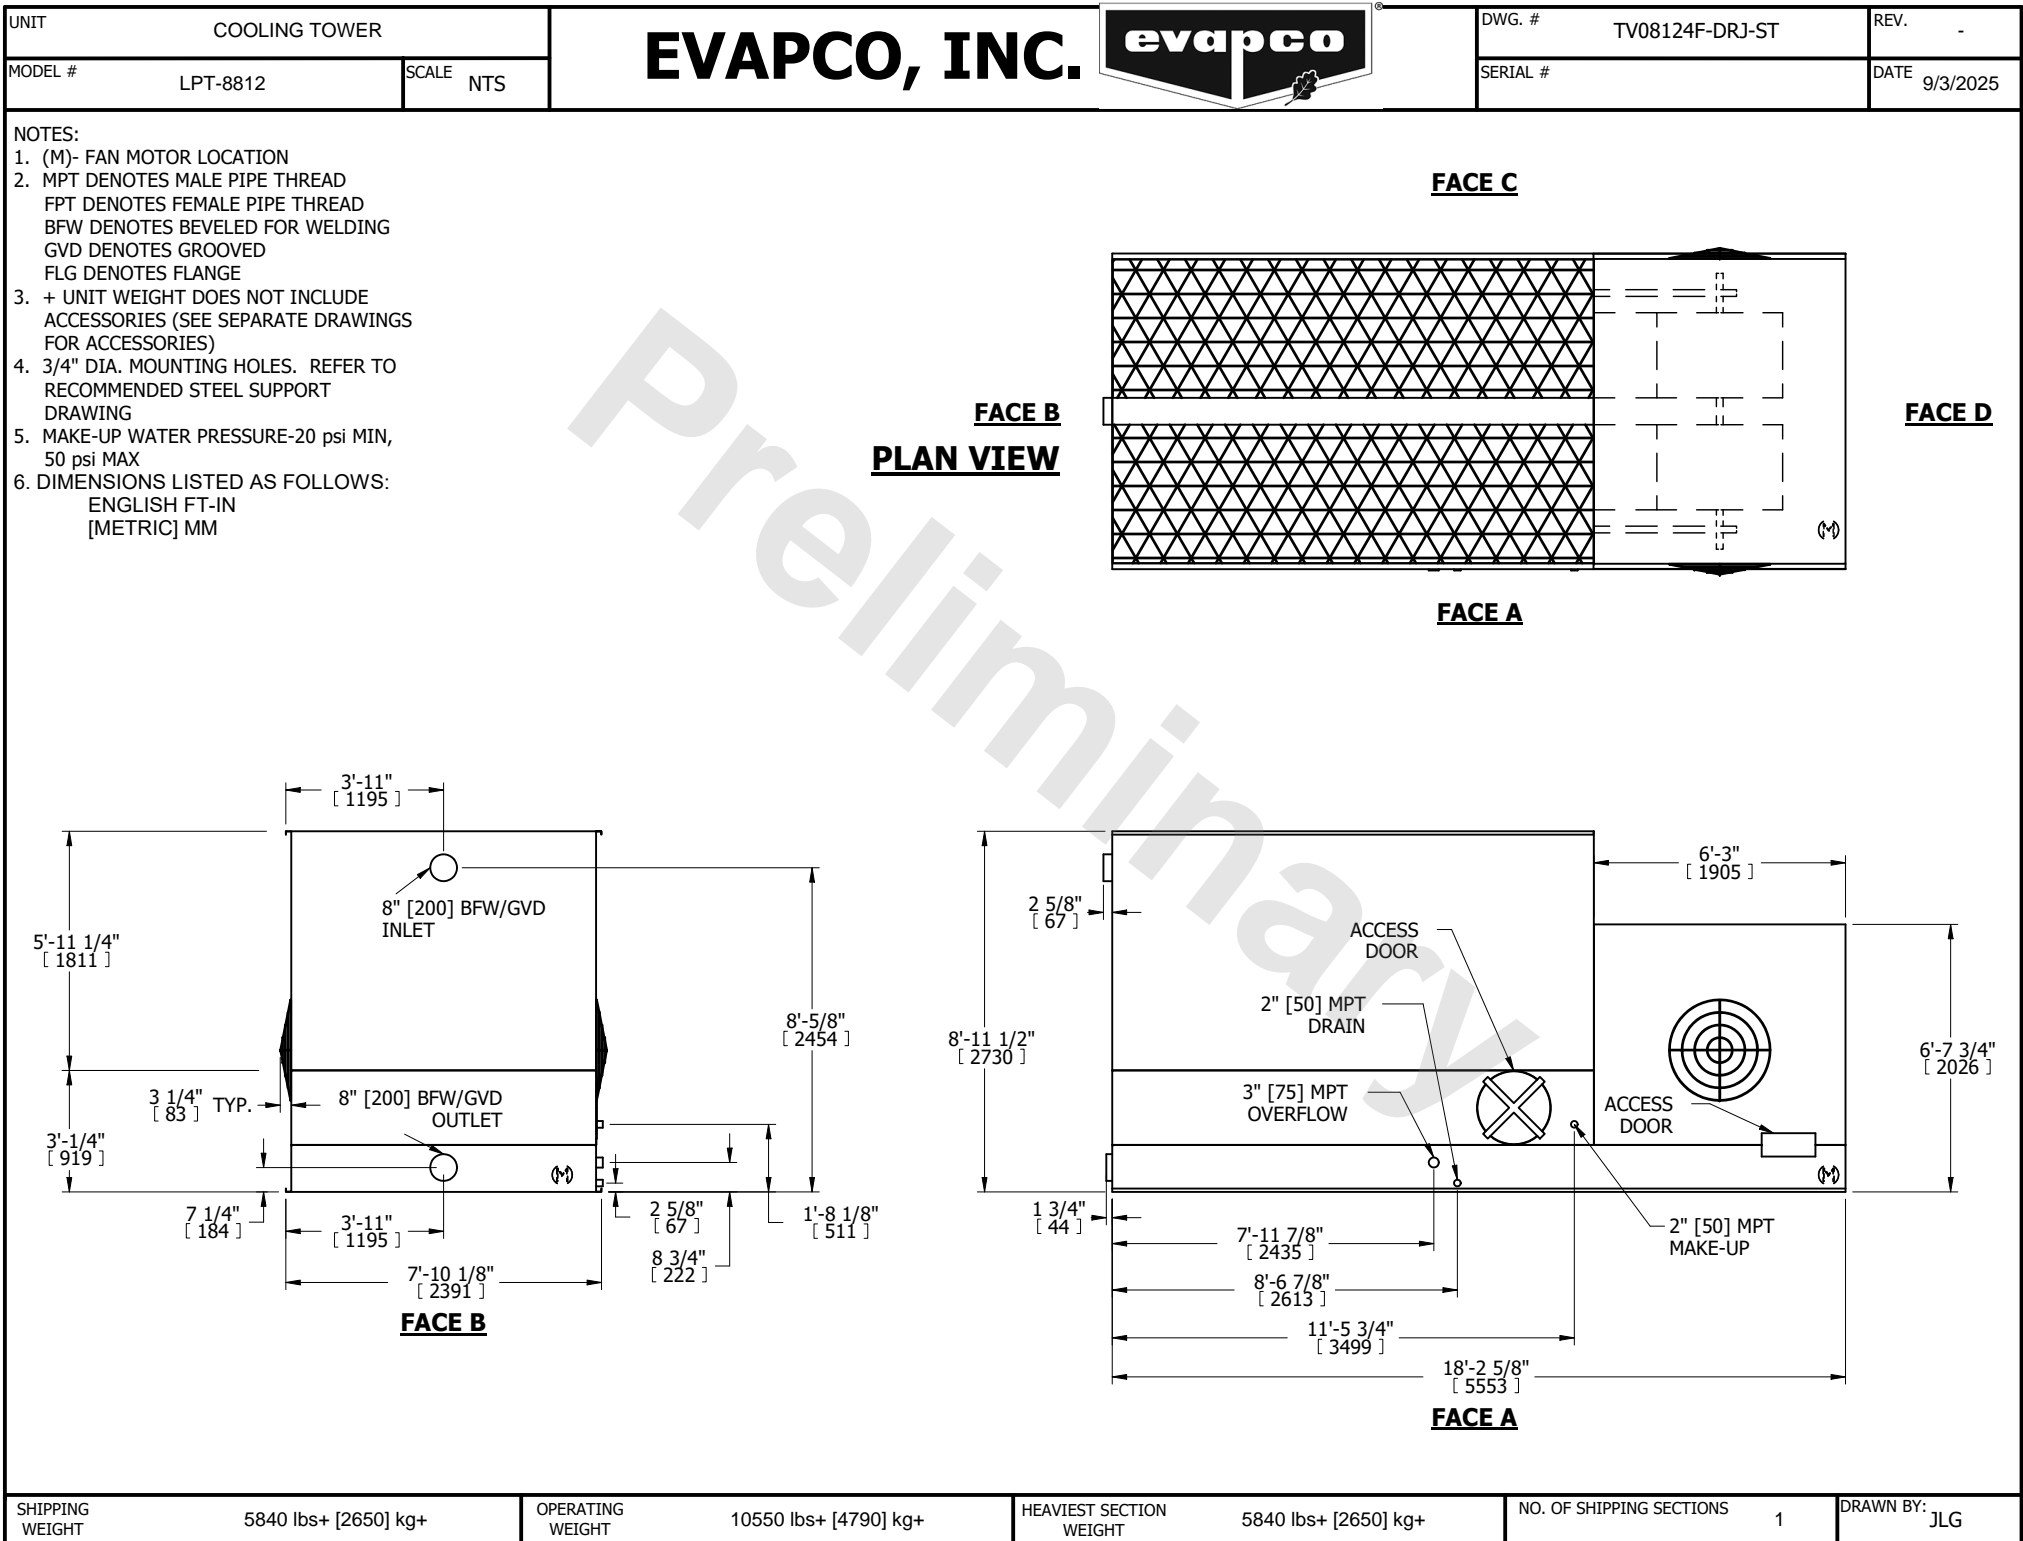 UNIT
COOLING TOWER
MODEL #
LPT-8812
SCALE NTS
EVAPCO, INC.
evapco®
DWG. #
TV08124F-DRJ-ST
REV.
-
SERIAL #
DATE 9/3/2025
NOTES:
1. (M)- FAN MOTOR LOCATION
2. MPT DENOTES MALE PIPE THREAD
FPT DENOTES FEMALE PIPE THREAD
BFW DENOTES BEVELED FOR WELDING
GVD DENOTES GROOVED
FLG DENOTES FLANGE
3. + UNIT WEIGHT DOES NOT INCLUDE
ACCESSORIES (SEE SEPARATE DRAWINGS
FOR ACCESSORIES)
4. 3/4" DIA. MOUNTING HOLES. REFER TO
RECOMMENDED STEEL SUPPORT
DRAWING
5. MAKE-UP WATER PRESSURE-20 psi MIN,
50 psi MAX
6. DIMENSIONS LISTED AS FOLLOWS:
ENGLISH FT-IN
[METRIC] MM
FACE C
FACE B
PLAN VIEW
FACE D
(M)
FACE A
Preliminary
3'-11"
[ 1195 ]
8" [200] BFW/GVD
INLET
5'-11 1/4"
[ 1811 ]
8'-5/8"
[ 2454 ]
3 1/4"
[ 83 ] TYP.
8" [200] BFW/GVD
OUTLET
3'-1/4"
[ 919 ]
(M)
7 1/4"
[ 184 ]
3'-11"
[ 1195 ]
2 5/8"
[ 67 ]
1'-8 1/8"
[ 511 ]
8 3/4"
[ 222 ]
7'-10 1/8"
[ 2391 ]
FACE B
6'-3"
[ 1905 ]
2 5/8"
[ 67 ]
ACCESS
DOOR
2" [50] MPT
DRAIN
8'-11 1/2"
[ 2730 ]
6'-7 3/4"
[ 2026 ]
3" [75] MPT
OVERFLOW
ACCESS
DOOR
(M)
1 3/4"
[ 44 ]
2" [50] MPT
MAKE-UP
7'-11 7/8"
[ 2435 ]
8'-6 7/8"
[ 2613 ]
11'-5 3/4"
[ 3499 ]
18'-2 5/8"
[ 5553 ]
FACE A
SHIPPING
WEIGHT
5840 lbs+ [2650] kg+
OPERATING
WEIGHT
10550 lbs+ [4790] kg+
HEAVIEST SECTION
WEIGHT
5840 lbs+ [2650] kg+
NO. OF SHIPPING SECTIONS
1
DRAWN BY:
JLG